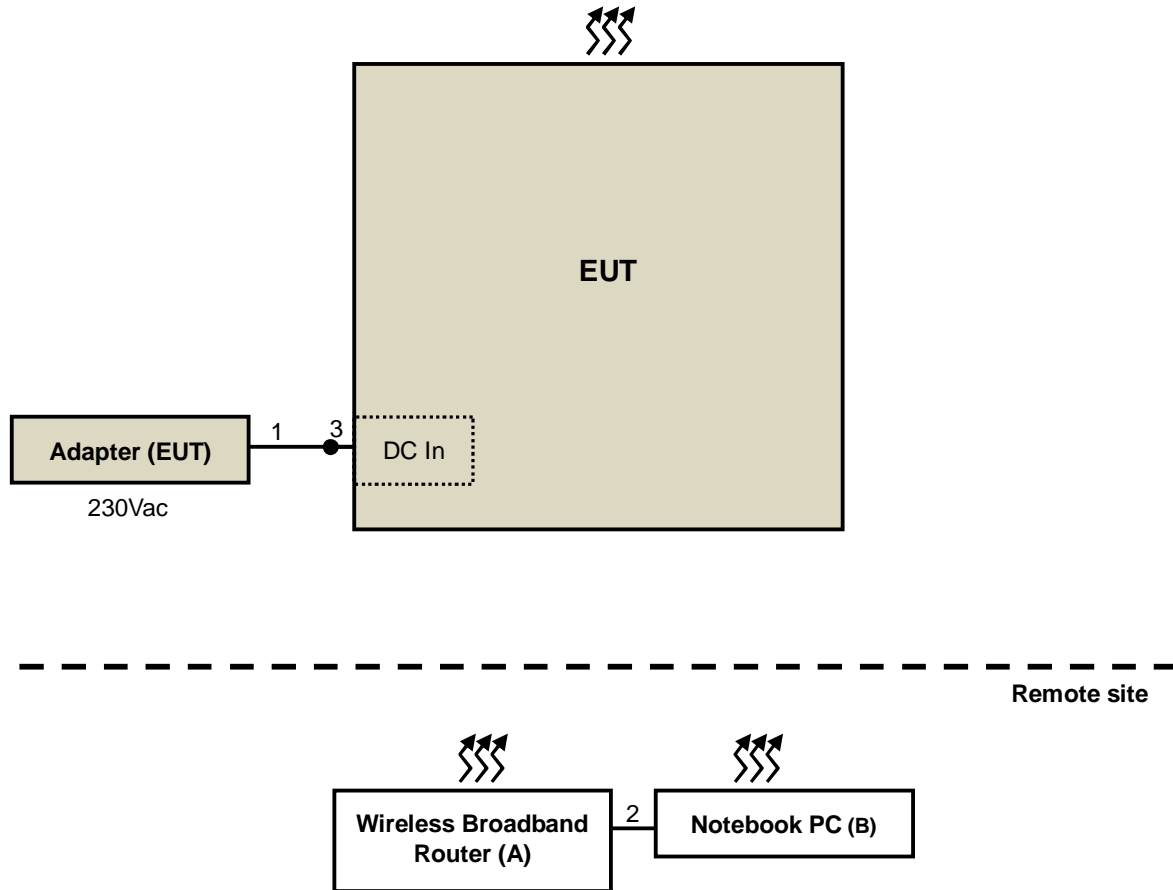 EUT
1
3
Adapter (EUT)
DC In
230Vac
Remote site
Wireless Broadband
Router (A)
2
Notebook PC (B)